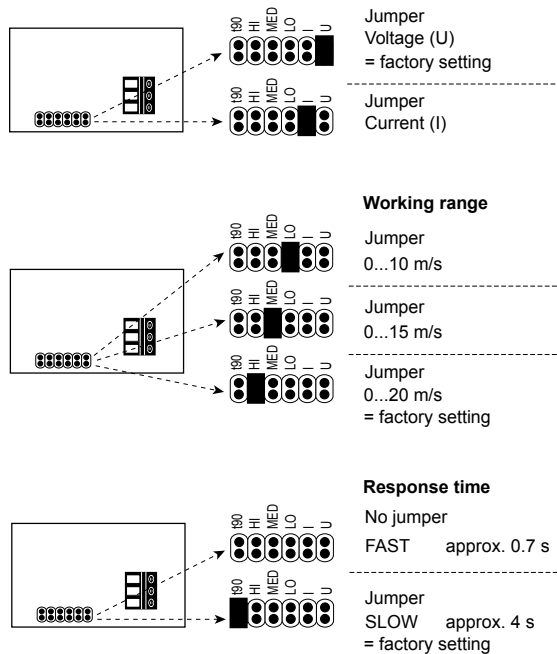 t90 HI MED LO I U
Jumper
Voltage (U)
= factory setting
t90 HI MED LO I U
Jumper
Current (I)
Working range
t90 HI MED LO I U
Jumper
0...10 m/s
t90 HI MED LO I U
Jumper
0...15 m/s
t90 HI MED LO I U
Jumper
0...20 m/s
= factory setting
Response time
t90 HI MED LO I U
No jumper
FAST approx. 0.7 s
t90 HI MED LO I U
Jumper
SLOW approx. 4 s
= factory setting